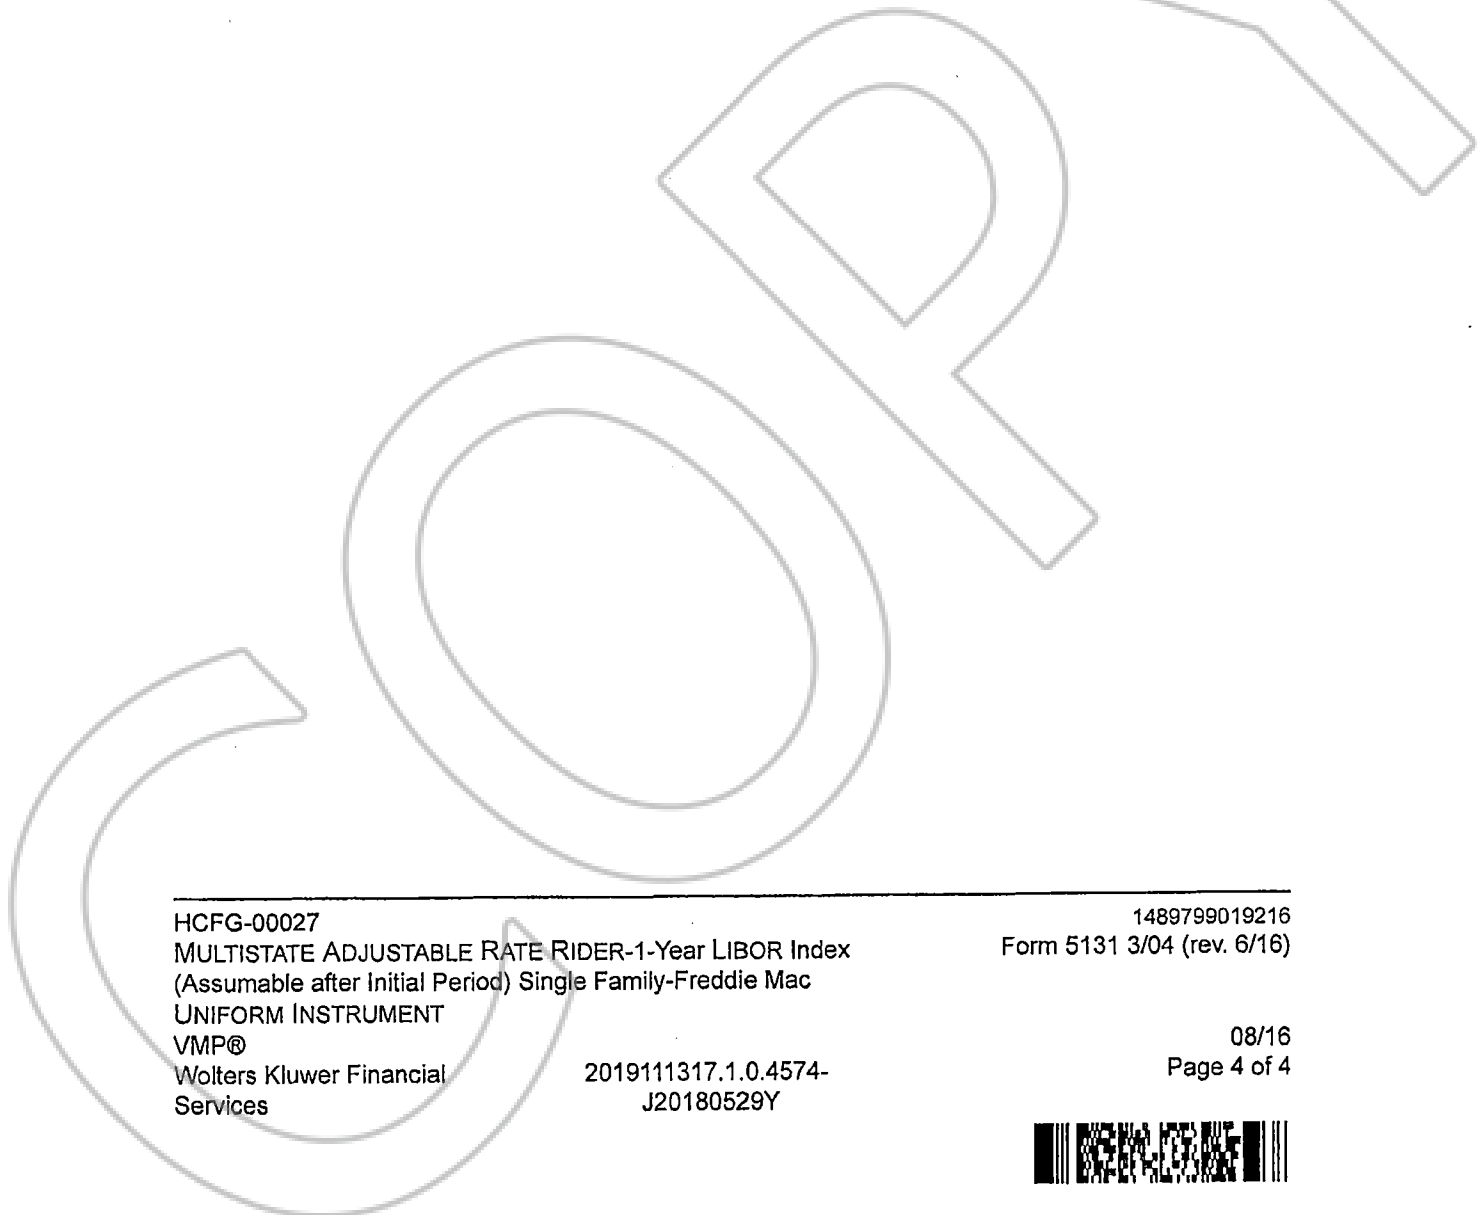 COPY
HCFG-00027
1489799019216
MULTISTATE ADJUSTABLE RATE RIDER-1-Year LIBOR Index
Form 5131 3/04 (rev. 6/16)
(Assumable after Initial Period) Single Family-Freddie Mac
UNIFORM INSTRUMENT
VMP®
08/16
Wolters Kluwer Financial
2019111317.1.0.4574-
Page 4 of 4
Services
J20180529Y